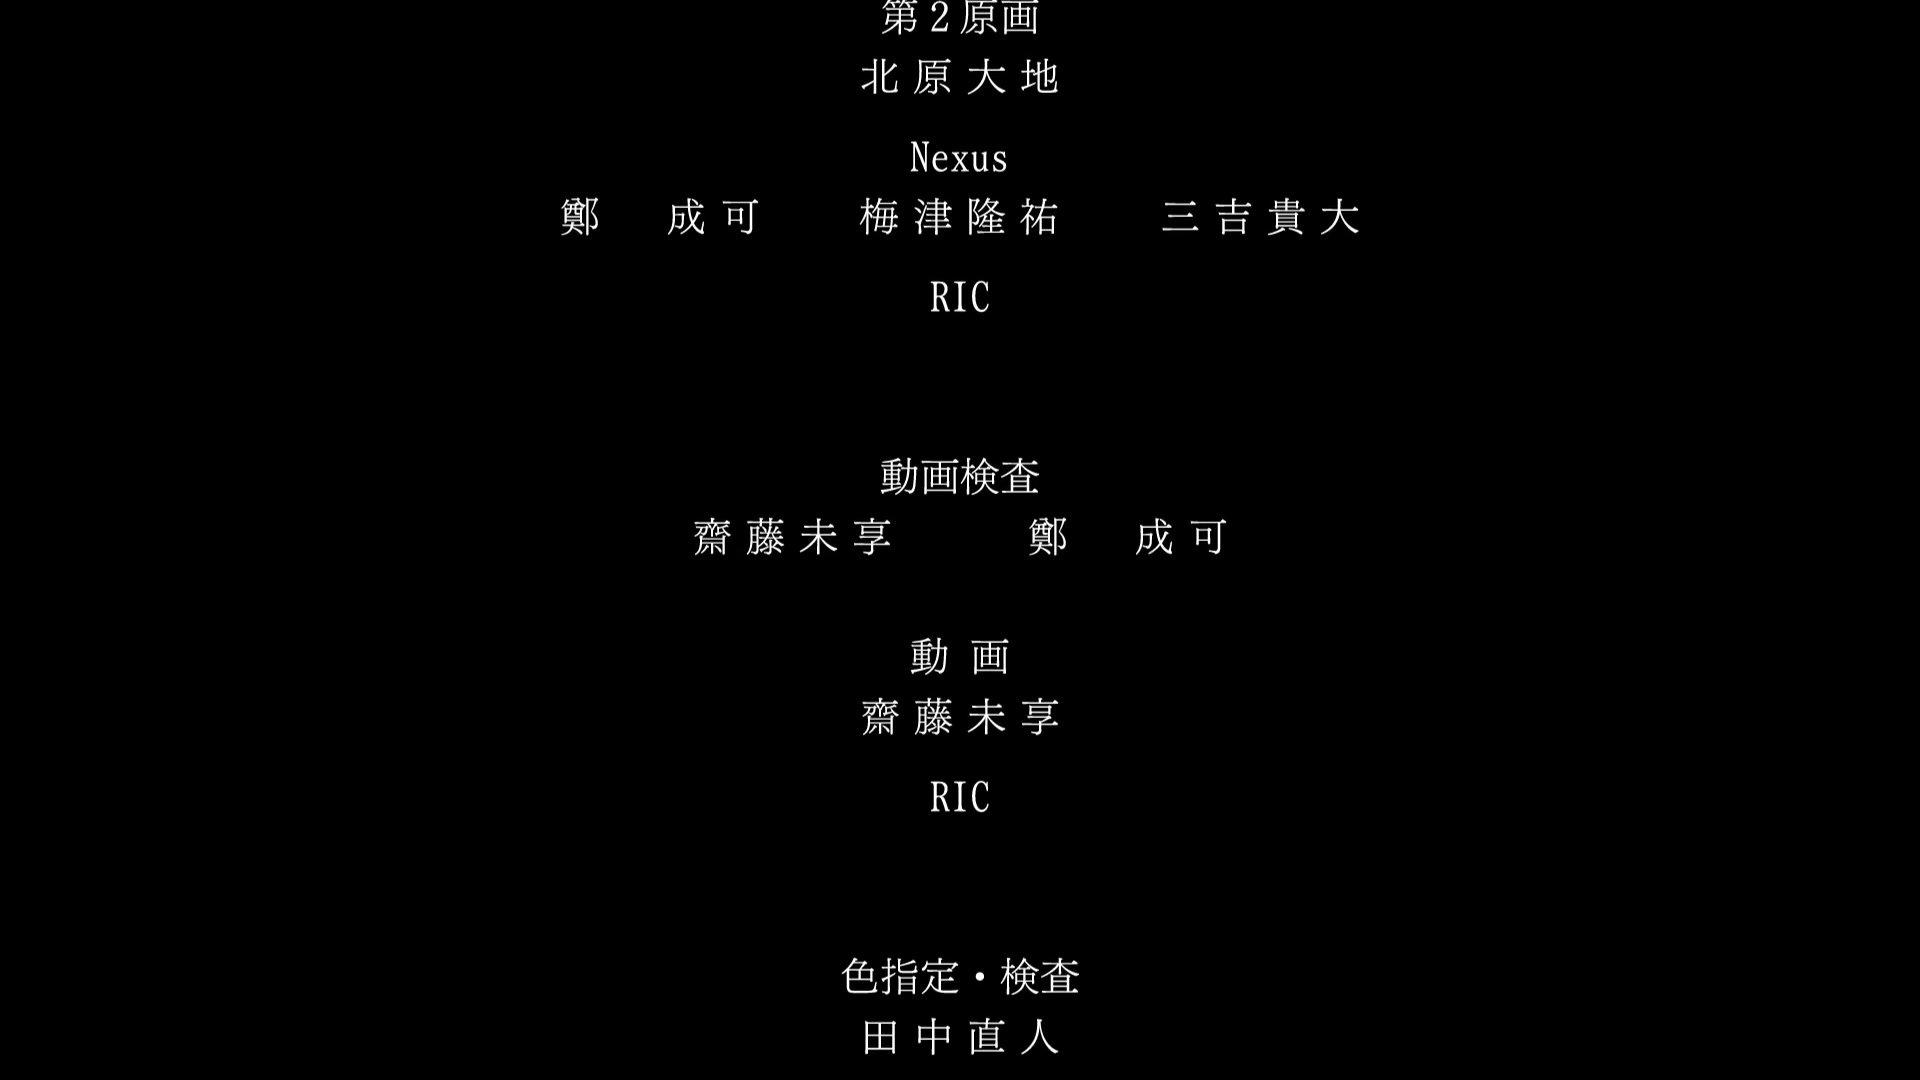 第２原画
北原大地
Nexus
鄭　成可　梅津隆祐　三吉貴大
RIC
動画検査
齋藤未享　鄭　成可
動画
齋藤未享
RIC
色指定・検査
田中直人